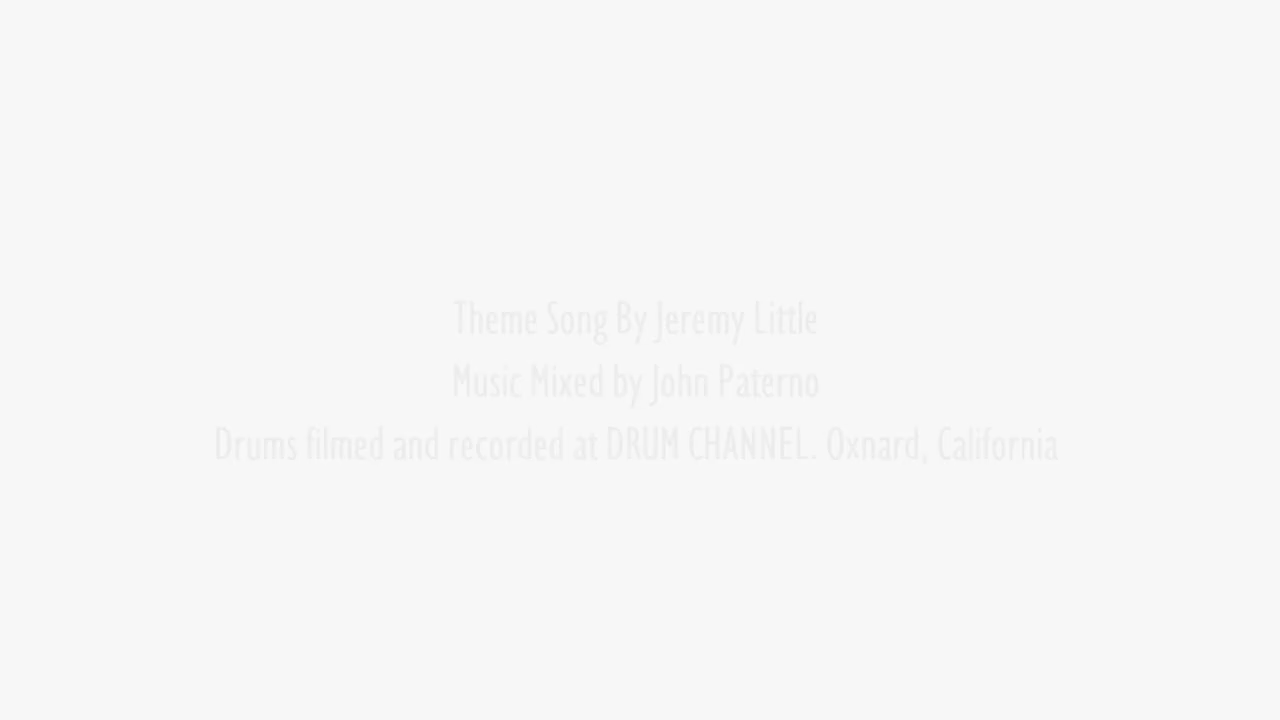 Theme Song By Jeremy Little
Music Mixed by John Paterno
Drums filmed and recorded at DRUM CHANNEL. Oxnard, California